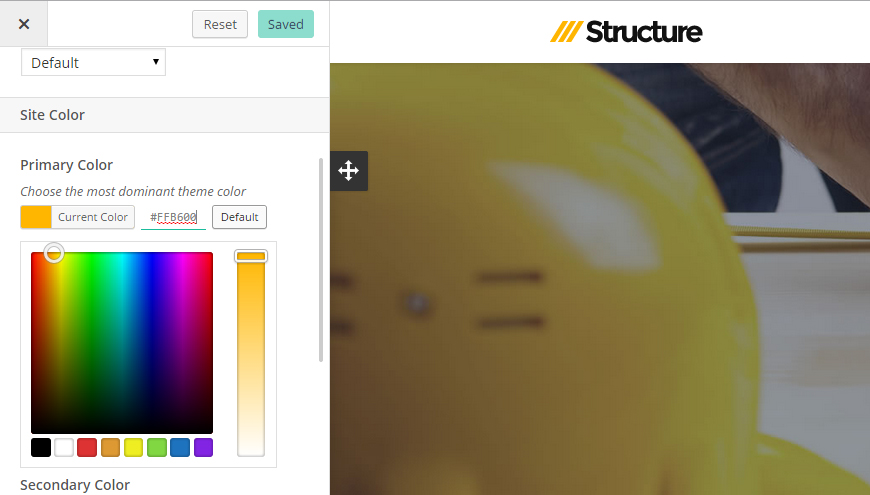 Reset
Saved
Structure
Default
Site Color
Primary Color
Choose the most dominant theme color
Current Color
#FFB600
Default
Secondary Color